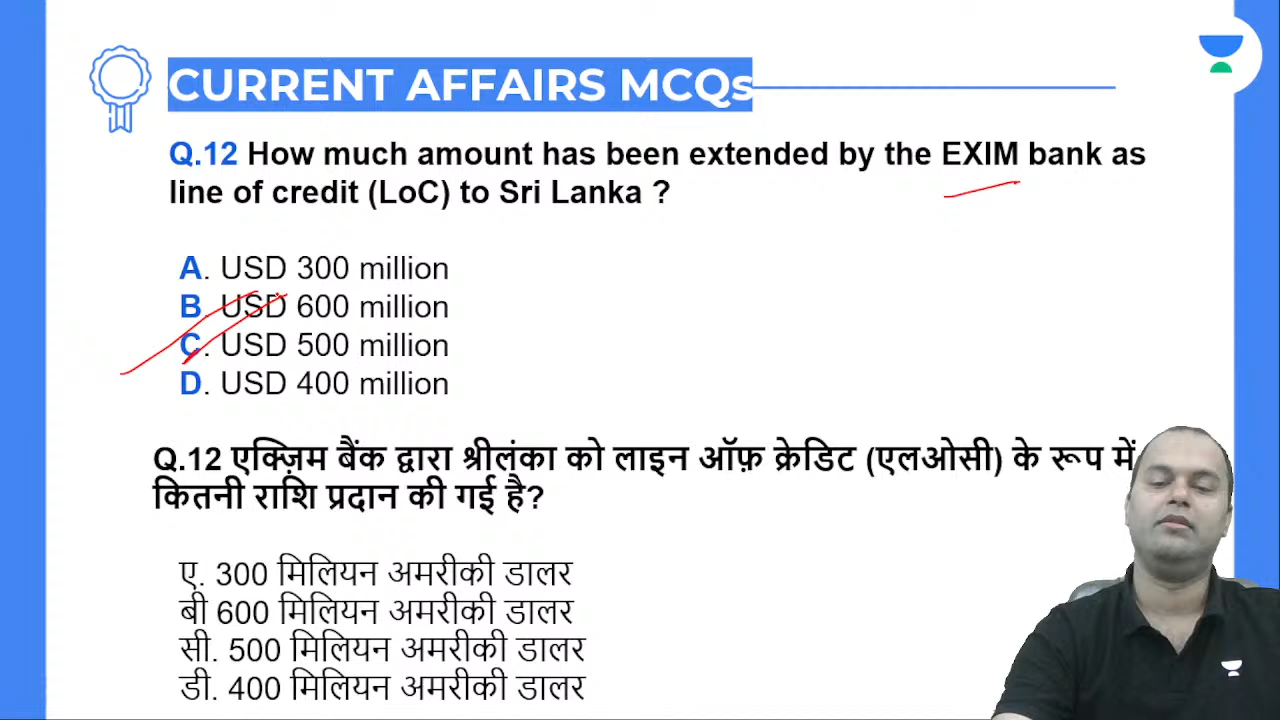 CURRENT AFFAIRS MCQs
Q.12 How much amount has been extended by the EXIM bank as
line of credit (LoC) to Sri Lanka ?
A. USD 300 million
B. USD 600 million
C. USD 500 million
D. USD 400 million
Q.12 एक्ज़िम बैंक द्वारा श्रीलंका को लाइन ऑफ़ क्रेडिट (एलओसी) के रूप में
कितनी राशि प्रदान की गई है?
ए. 300 मिलियन अमरीकी डालर
बी 600 मिलियन अमरीकी डालर
सी. 500 मिलियन अमरीकी डालर
डी. 400 मिलियन अमरीकी डालर